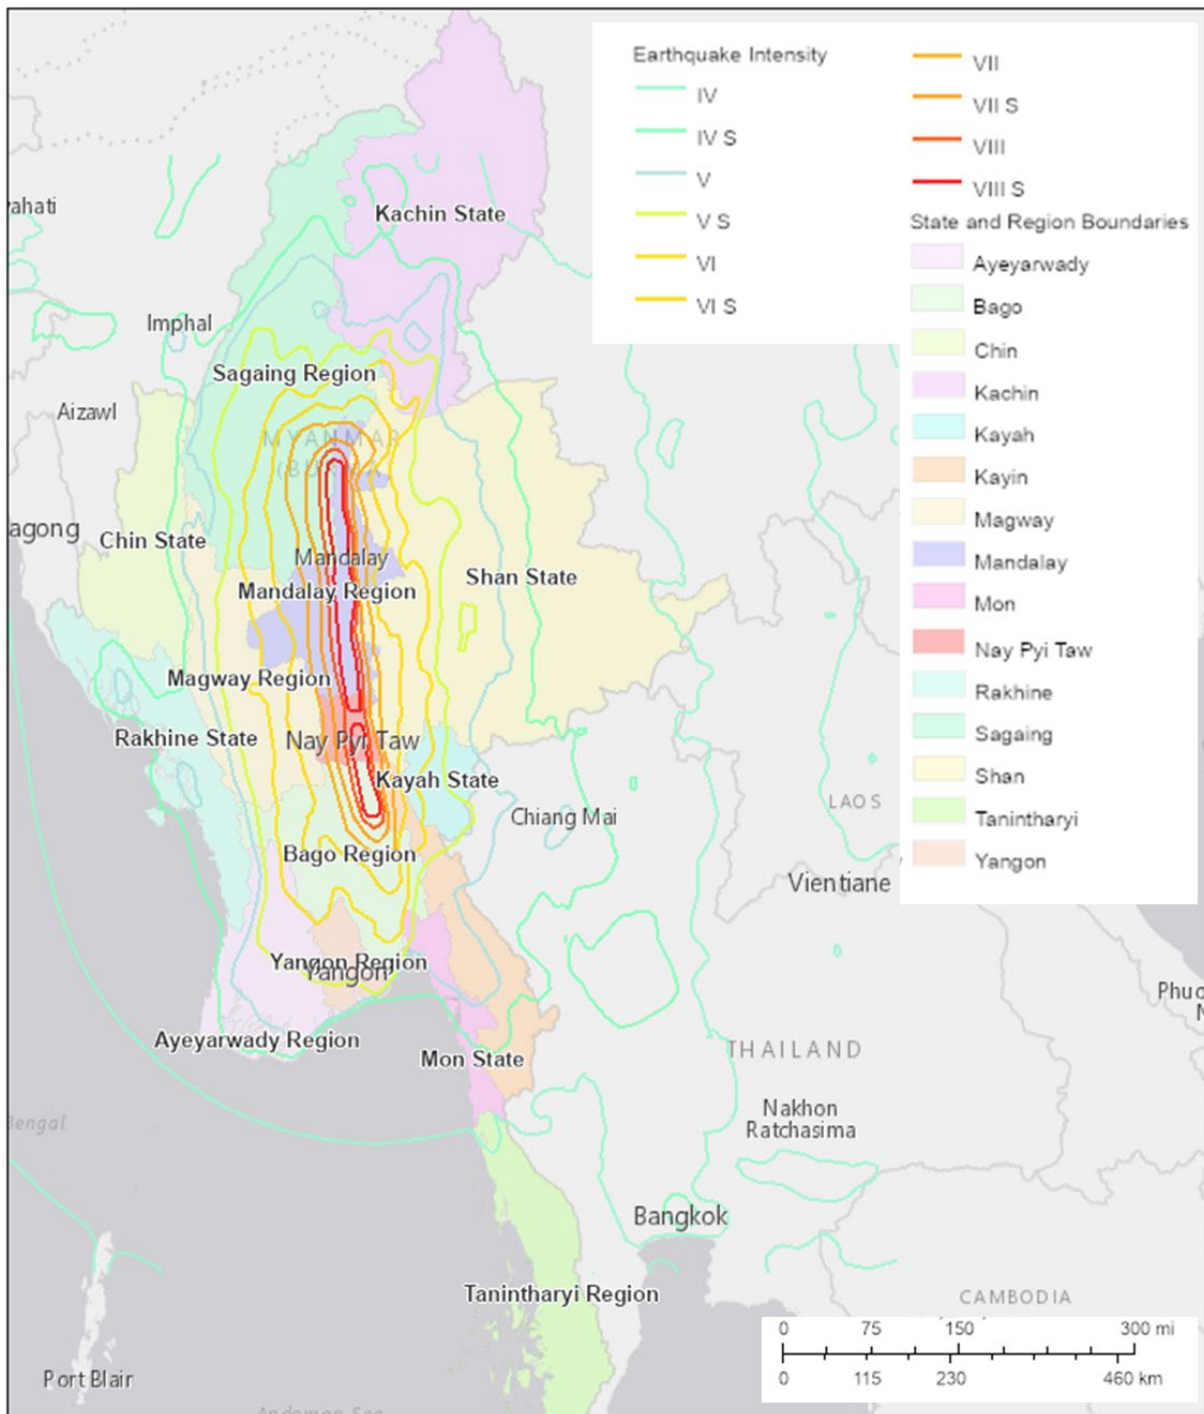 Earthquake Intensity
IV
IV S
V
V S
VI
VI S
VII
VII S
VIII
VIII S
State and Region Boundaries
Ayeyarwady
Bago
Chin
Kachin
Kayah
Kayin
Magway
Mandalay
Mon
Nay Pyi Taw
Rakhine
Sagaing
Shan
Tanintharyi
Yangon
Kachin State
Imphal
Sagaing Region
Aizawl
MYANMAR
agong
Chin State
Mandalay
Shan State
Mandalay Region
Magway Region
Rakhine State
Nay Pyi Taw
Kayah State
LAOS
Chiang Mai
Bago Region
Vientiane
Yangon Region
Yangon
Phuo
N
Ayeyarwady Region
Mon State
THAILAND
Nakhon
Ratchasima
Bengal
Bangkok
Tanintharyi Region
CAMBODIA
0 75 150 300 mi
0 115 230 460 km
Port Blair
Andaman Sea